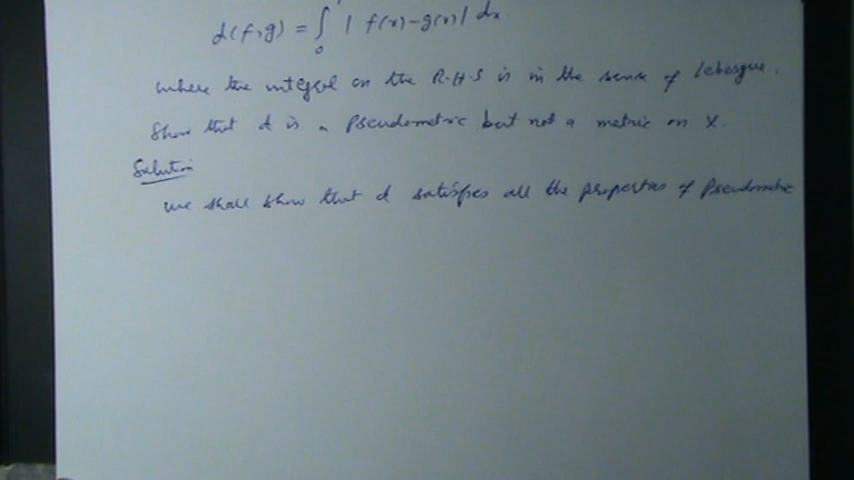 d(f,g) = ∫₀¹ | f(x) - g(x) | dx
where the integral on the R.H.S is in the sense of Lebesgue.
Show that d is a Pseudometric but not a metric on X.
Solution
we shall show that d satisfies all the properties of Pseudometric